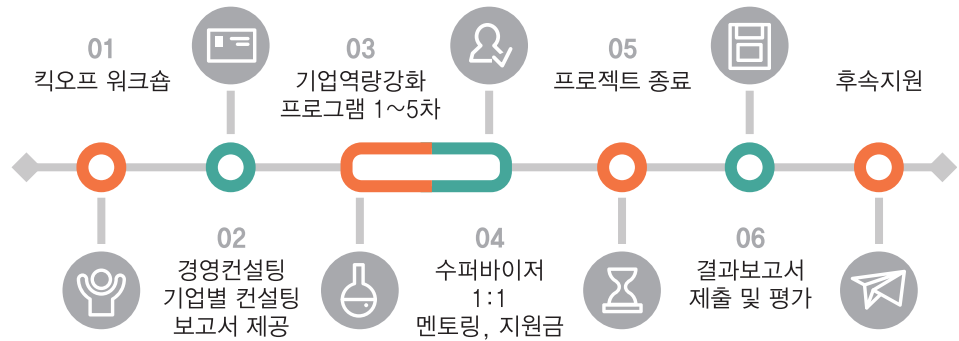 01
킥오프 워크숍
02
경영컨설팅
기업별 컨설팅
보고서 제공
03
기업역량강화
프로그램 1~5차
04
수퍼바이저
1:1
멘토링, 지원금
05
프로젝트 종료
06
결과보고서
제출 및 평가
후속지원